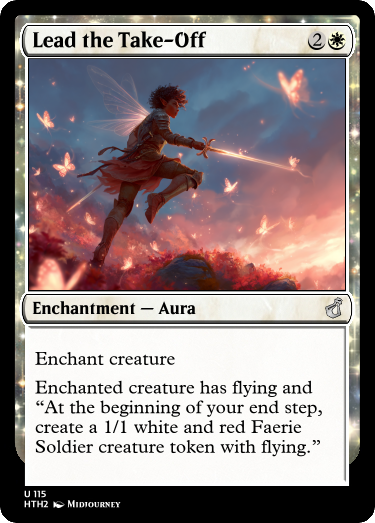 Lead the Take-Off 2
Enchantment — Aura
Enchant creature
Enchanted creature has flying and
“At the beginning of your end step,
create a 1/1 white and red Faerie
Soldier creature token with flying.”
U 115
HTH2 Midjourney